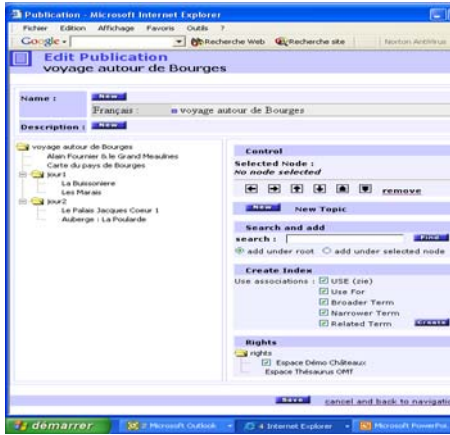 Publication - Microsoft Internet Explorer
Fichier Edition Affichage Favoris Outils ?
Google Recherche Web Recherche site Norton AntiVirus
Edit Publication
voyage autour de Bourges
Name : New
Français : voyage autour de Bourges
Description : New
voyage autour de Bourges
Alain Fournier & le Grand Meaulnes
Carte du pays de Bourges
jour1
La Buissoniere
Les Marais
jour2
Le Palais Jacques Coeur 1
Auberge : La Poularde
Control
Selected Node :
No node selected
remove
New New Topic
Search and add
search : Find
add under root add under selected node
Create Index
Use associations : USE (zie)
Use For
Broader Term
Narrower Term
Related Term Create
Rights
rights
Espace Démo Châteaux
Espace Thésaurus OMT
Save cancel and back to navigati
démarrer 2 Microsoft Outlook 4 Internet Explorer Microsoft PowerPoi